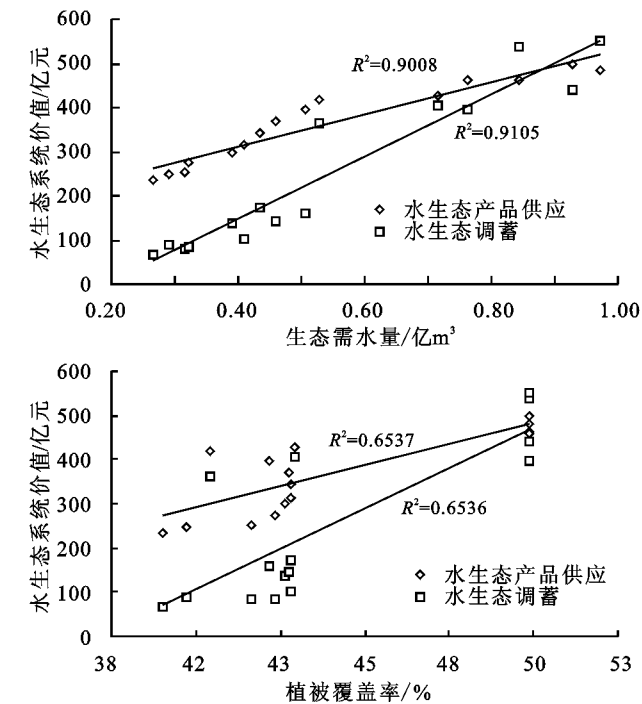 600
500
400
300
200
100
0
水生态系统价值/亿元
R²=0.9008
R²=0.9105
水生态产品供应
水生态调蓄
0.20 0.40 0.60 0.80 1.00
生态需水量/亿m³
600
500
400
300
200
100
0
水生态系统价值/亿元
R²=0.6537
R²=0.6536
水生态产品供应
水生态调蓄
38 42 43 45 48 50 53
植被覆盖率/%